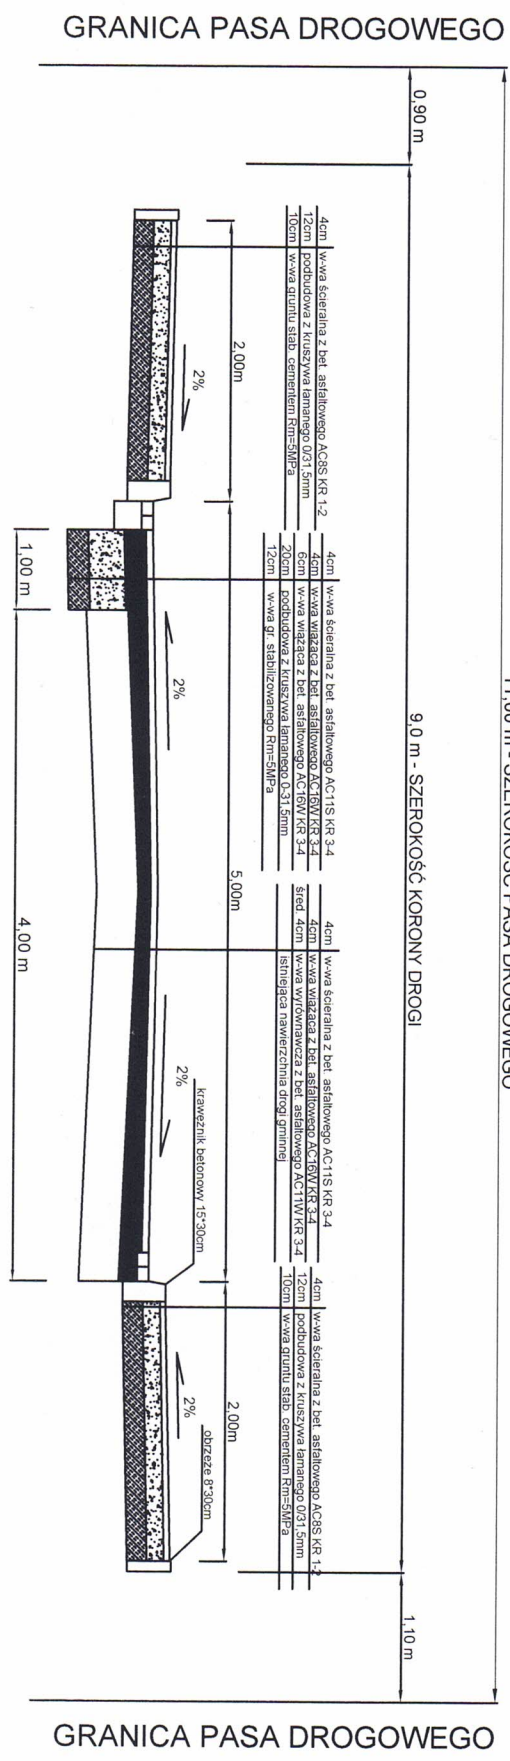 GRANICA PASA DROGOWEGO
0,90 m
9,0 m - SZEROKOŚĆ KORONY DROGI
1,10 m
4cm w-wa ścieralna z bet. asfaltowego AC8S KR 1-2
12cm podbudowa z kruszywa łamanego 0/31,5mm
10cm w-wa gruntu stab. cementem Rm=5MPa
4cm w-wa ścieralna z bet. asfaltowego AC11S KR 3-4
4cm w-wa wiążąca z bet. asfaltowego AC16W KR 3-4
6cm w-wa wiążąca z bet. asfaltowego AC16W KR 3-4
20cm podbudowa z kruszywa łamanego 0-31,5mm
12cm w-wa gr. stabilizowanego Rm=5MPa
4cm w-wa ścieralna z bet. asfaltowego AC11S KR 3-4
4cm w-wa wiążąca z bet. asfaltowego AC16W KR 3-4
śred. 4cm w-wa wyrównawcza z bet. asfaltowego AC11W KR 3-4
istniejąca nawierzchnia drogi gminnej
4cm w-wa ścieralna z bet. asfaltowego AC8S KR 1-2
12cm podbudowa z kruszywa łamanego 0/31,5mm
10cm w-wa gruntu stab. cementem Rm=5MPa
2,00m
5,00m
2,00m
2%
2%
2%
2%
krawężnik betonowy 15*30cm
obrzeże 8*30cm
1,00 m
4,00 m
GRANICA PASA DROGOWEGO